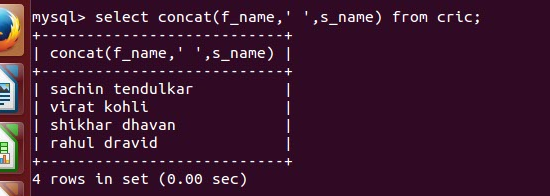 mysql> select concat(f_name,' ',s_name) from cric;
+---------------------------+
| concat(f_name,' ',s_name) |
+---------------------------+
| sachin tendulkar          |
| virat kohli               |
| shikhar dhavan            |
| rahul dravid              |
+---------------------------+
4 rows in set (0.00 sec)